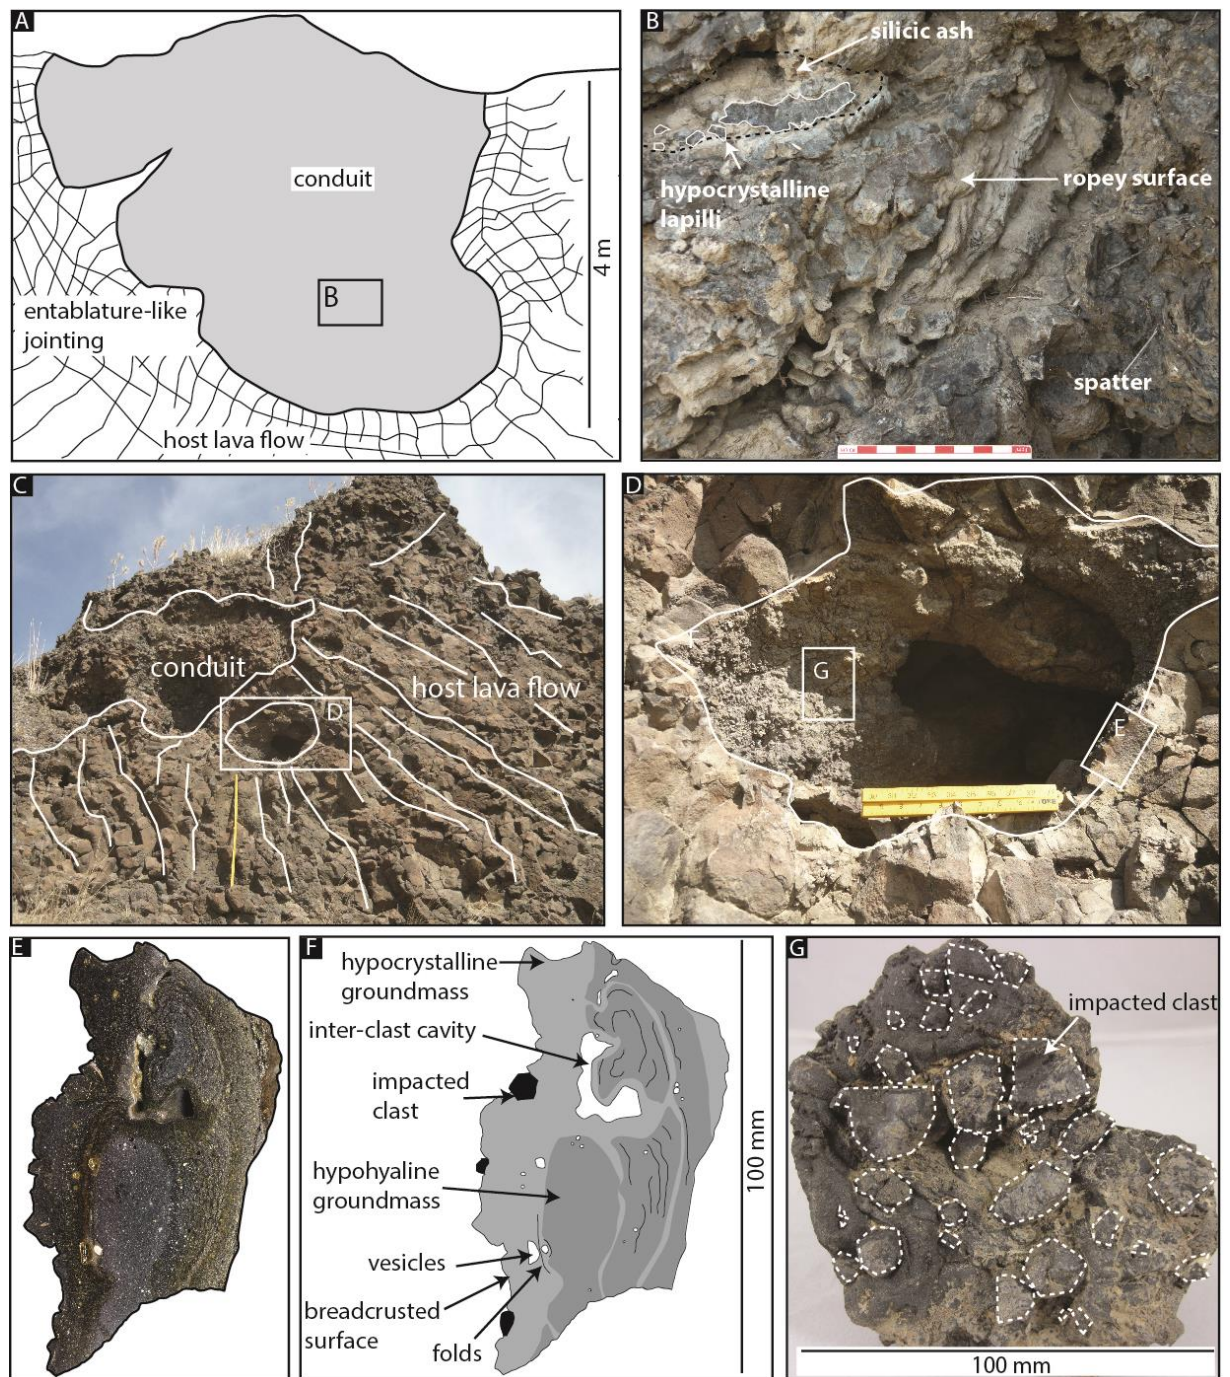 A
conduit
4 m
B
entablature-like
jointing
host lava flow
B
silicic ash
hypocrystalline
lapilli
ropey surface
spatter
C
conduit
host lava flow
D
D
G
E
E
F
hypocrystalline
groundmass
inter-clast cavity
impacted
clast
hypohyaline
groundmass
vesicles
breadcrusted
surface
folds
100 mm
G
impacted clast
100 mm